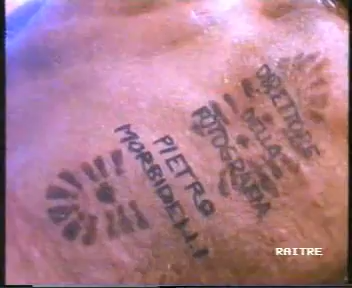 DIRETTORE
DELLA
FOTOGRAFIA
PIETRO
MORBIDELLI
RAITRE